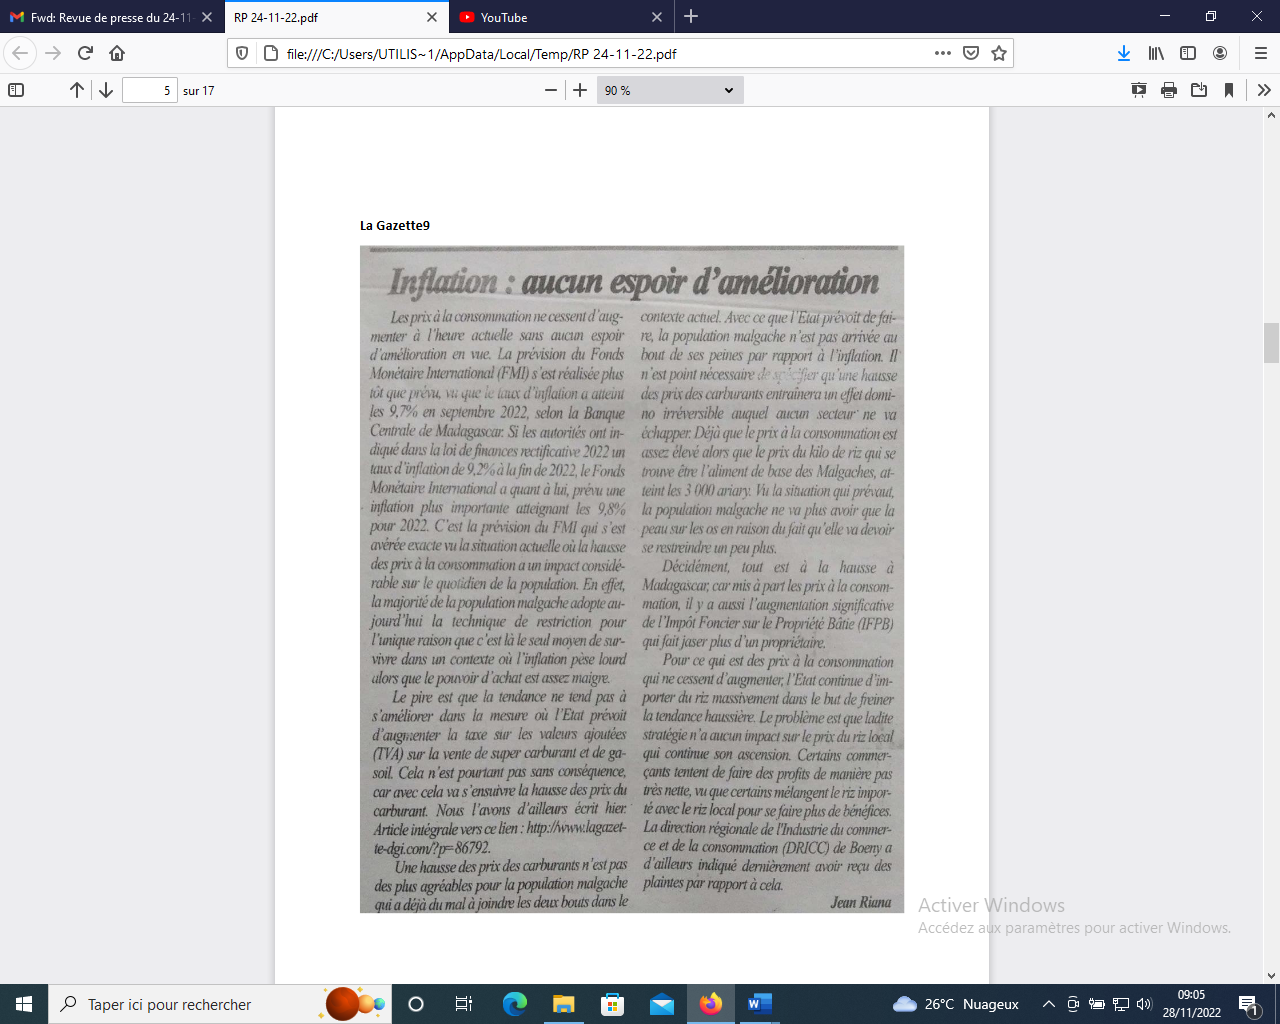 Fwd: Revue de presse du 24-11
RP 24-11-22.pdf
YouTube
file:///C:/Users/UTILIS~1/AppData/Local/Temp/RP 24-11-22.pdf
5 sur 17
90 %
La Gazette9
Inflation : aucun espoir d'amélioration
Les prix à la consommation ne cessent d'aug-
menter à l'heure actuelle sans aucun espoir
d'amélioration en vue. La prévision du Fonds
Monétaire International (FMI) s'est réalisée plus
tôt que prévu, vu que le taux d'inflation a atteint
les 9,7% en septembre 2022, selon la Banque
Centrale de Madagascar. Si les autorités ont in-
diqué dans la loi de finances rectificative 2022 un
taux d'inflation de 9,2% à la fin de 2022, le Fonds
Monétaire International a quant à lui, prévu une
inflation plus importante atteignant les 9,8%
pour 2022. C'est la prévision du FMI qui s'est
avérée exacte vu la situation actuelle où la hausse
des prix à la consommation a un impact considé-
rable sur le quotidien de la population. En effet,
la majorité de la population malgache adopte au-
jourd'hui la technique de restriction pour
l'unique raison que c'est là le seul moyen de sur-
vivre dans un contexte où l'inflation pèse lourd
alors que le pouvoir d'achat est assez maigre.
Le pire est que la tendance ne tend pas à
s'améliorer dans la mesure où l'Etat prévoit
d'augmenter la taxe sur les valeurs ajoutées
(TVA) sur la vente de super carburant et de ga-
soil. Cela n'est pourtant pas sans conséquence,
car avec cela va s'ensuivre la hausse des prix du
carburant. Nous l'avons d'ailleurs écrit hier.
Article intégrale vers ce lien : http://www.lagazet-
te-dgi.com/?p=86792.
Une hausse des prix des carburants n'est pas
des plus agréables pour la population malgache
qui a déjà du mal à joindre les deux bouts dans le
contexte actuel. Avec ce que l'Etat prévoit de fai-
re, la population malgache n'est pas arrivée au
bout de ses peines par rapport à l'inflation. Il
n'est point nécessaire de spécifier qu'une hausse
des prix des carburants entraînera un effet domi-
no irréversible auquel aucun secteur ne va
échapper. Déjà que le prix à la consommation est
assez élevé alors que le prix du kilo de riz qui se
trouve être l'aliment de base des Malgaches, at-
teint les 3 000 ariary. Vu la situation qui prévaut,
la population malgache ne va plus avoir que la
peau sur les os en raison du fait qu'elle va devoir
se restreindre un peu plus.
Décidément, tout est à la hausse à
Madagascar, car mis à part les prix à la consom-
mation, il y a aussi l'augmentation significative
de l'Impôt Foncier sur le Propriété Bâtie (IFPB)
qui fait jaser plus d'un propriétaire.
Pour ce qui est des prix à la consommation
qui ne cessent d'augmenter, l'Etat continue d'im-
porter du riz massivement dans le but de freiner
la tendance haussière. Le problème est que ladite
stratégie n'a aucun impact sur le prix du riz local
qui continue son ascension. Certains commer-
çants tentent de faire des profits de manière pas
très nette, vu que certains mélangent le riz impor-
té avec le riz local pour se faire plus de bénéfices.
La direction régionale de l'Industrie du commer-
ce et de la consommation (DRICC) de Boeny a
d'ailleurs indiqué dernièrement avoir reçu des
plaintes par rapport à cela.
Jean Riana
Activer Windows
Accédez aux paramètres pour activer Windows.
Taper ici pour rechercher
26°C Nuageux
09:05
28/11/2022
1